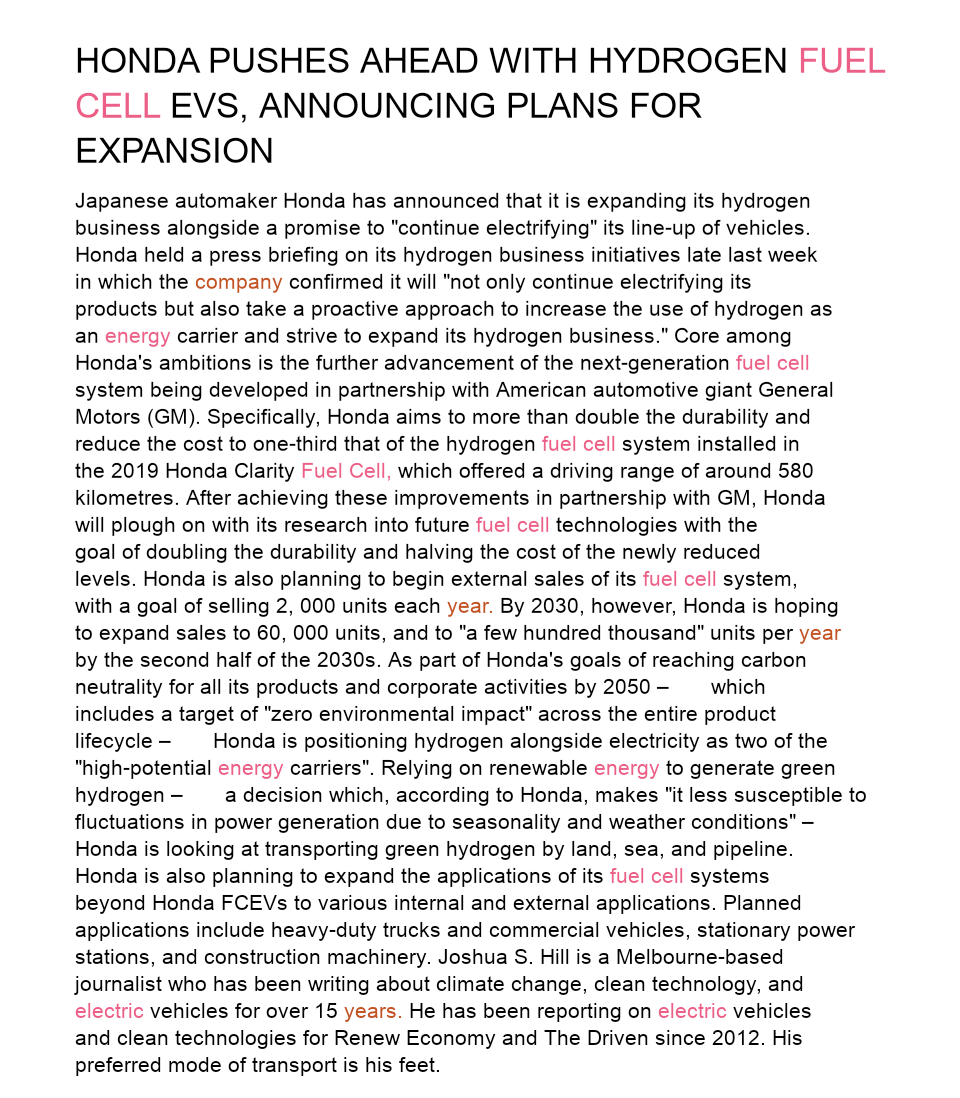 HONDA PUSHES AHEAD WITH HYDROGEN FUEL
CELL EVS, ANNOUNCING PLANS FOR
EXPANSION
Japanese automaker Honda has announced that it is expanding its hydrogen
business alongside a promise to "continue electrifying" its line-up of vehicles.
Honda held a press briefing on its hydrogen business initiatives late last week
in which the company confirmed it will "not only continue electrifying its
products but also take a proactive approach to increase the use of hydrogen as
an energy carrier and strive to expand its hydrogen business." Core among
Honda's ambitions is the further advancement of the next-generation fuel cell
system being developed in partnership with American automotive giant General
Motors (GM). Specifically, Honda aims to more than double the durability and
reduce the cost to one-third that of the hydrogen fuel cell system installed in
the 2019 Honda Clarity Fuel Cell, which offered a driving range of around 580
kilometres. After achieving these improvements in partnership with GM, Honda
will plough on with its research into future fuel cell technologies with the
goal of doubling the durability and halving the cost of the newly reduced
levels. Honda is also planning to begin external sales of its fuel cell system,
with a goal of selling 2, 000 units each year. By 2030, however, Honda is hoping
to expand sales to 60, 000 units, and to "a few hundred thousand" units per year
by the second half of the 2030s. As part of Honda's goals of reaching carbon
neutrality for all its products and corporate activities by 2050 – which
includes a target of "zero environmental impact" across the entire product
lifecycle – Honda is positioning hydrogen alongside electricity as two of the
"high-potential energy carriers". Relying on renewable energy to generate green
hydrogen – a decision which, according to Honda, makes "it less susceptible to
fluctuations in power generation due to seasonality and weather conditions" –
Honda is looking at transporting green hydrogen by land, sea, and pipeline.
Honda is also planning to expand the applications of its fuel cell systems
beyond Honda FCEVs to various internal and external applications. Planned
applications include heavy-duty trucks and commercial vehicles, stationary power
stations, and construction machinery. Joshua S. Hill is a Melbourne-based
journalist who has been writing about climate change, clean technology, and
electric vehicles for over 15 years. He has been reporting on electric vehicles
and clean technologies for Renew Economy and The Driven since 2012. His
preferred mode of transport is his feet.